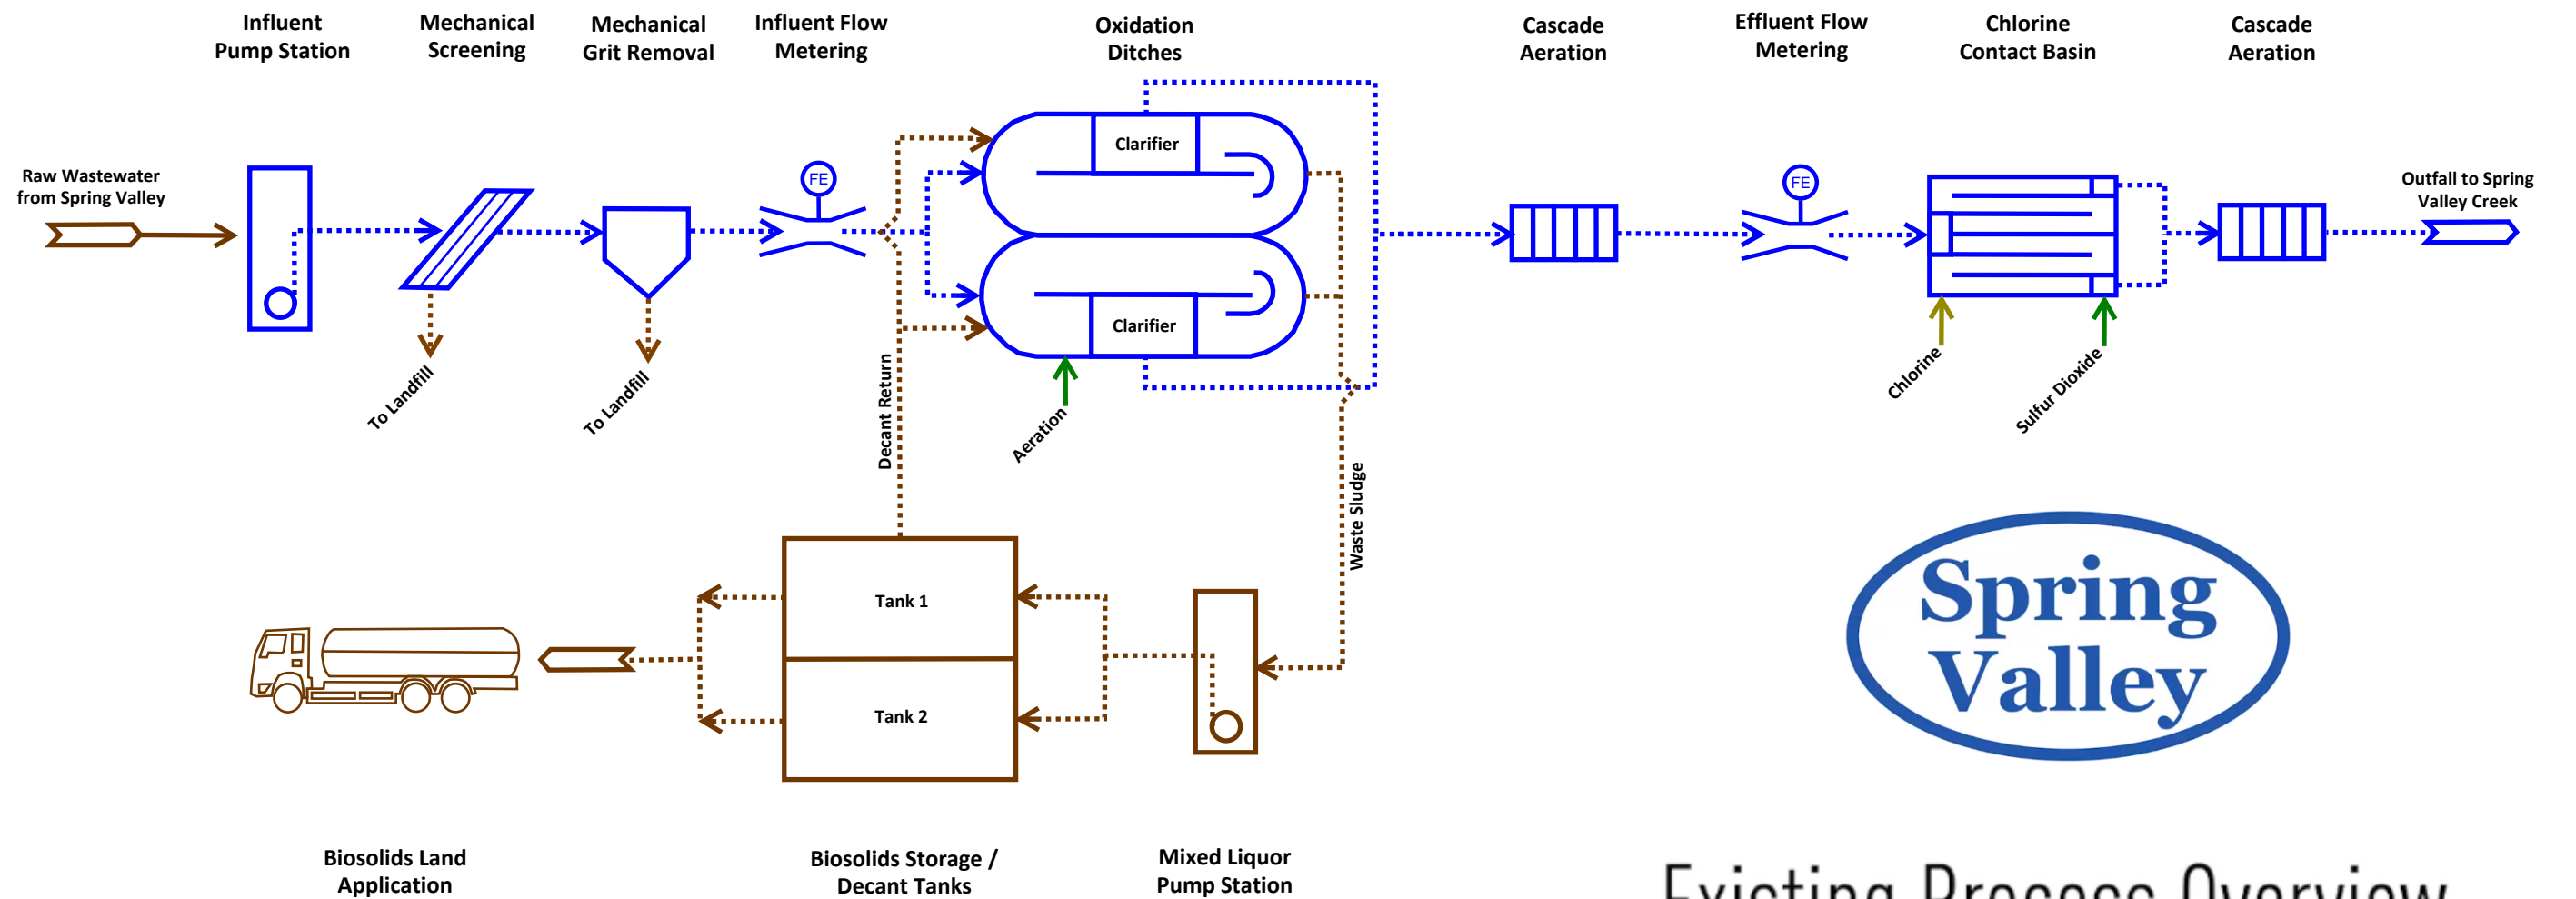 Influent
Pump Station
Mechanical
Screening
Mechanical
Grit Removal
Influent Flow
Metering
Oxidation
Ditches
Cascade
Aeration
Effluent Flow
Metering
Chlorine
Contact Basin
Cascade
Aeration
Raw Wastewater
from Spring Valley
FE
Clarifier
Clarifier
FE
Outfall to Spring
Valley Creek
To Landfill
To Landfill
Decant Return
Aeration
Chlorine
Sulfur Dioxide
Waste Sludge
Tank 1
Tank 2
Spring
Valley
Biosolids Land
Application
Biosolids Storage /
Decant Tanks
Mixed Liquor
Pump Station
Existing Process Overview